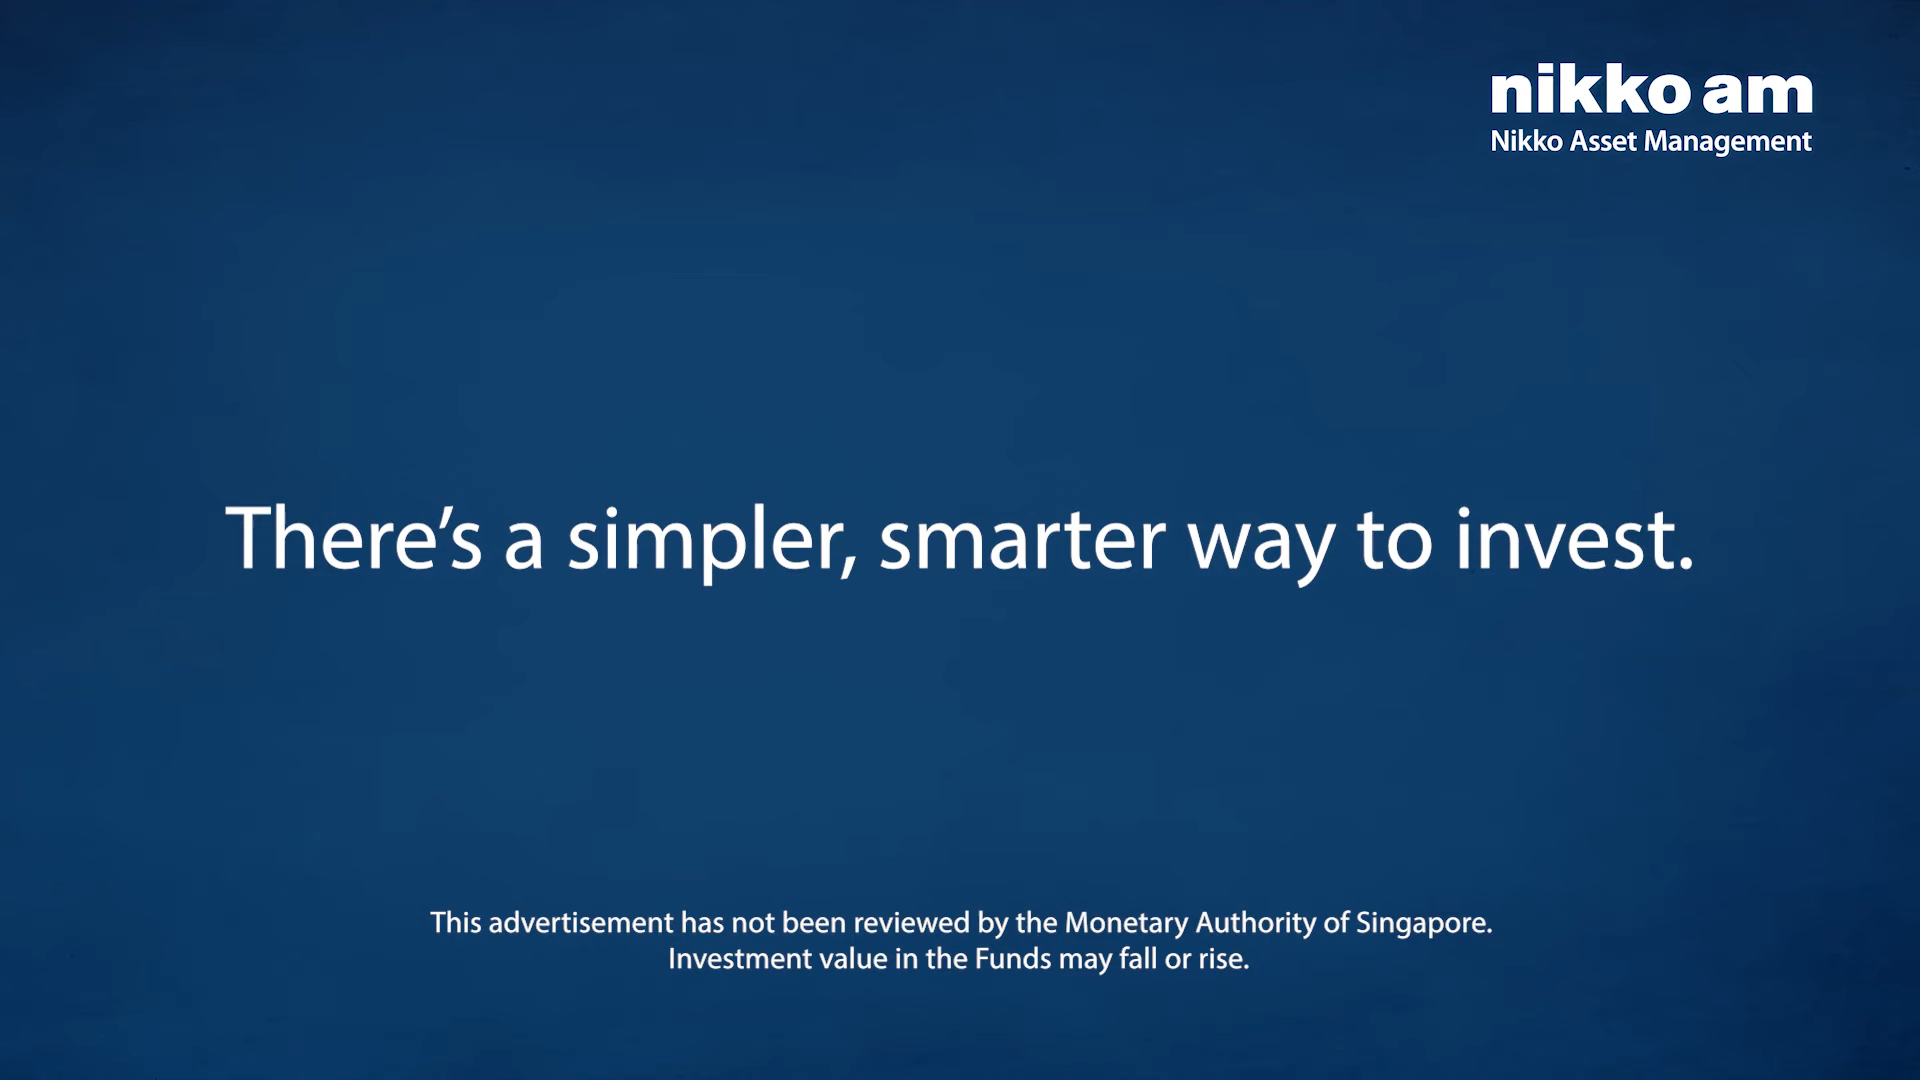 nikko am
Nikko Asset Management
There’s a simpler, smarter way to invest.
This advertisement has not been reviewed by the Monetary Authority of Singapore.
Investment value in the Funds may fall or rise.